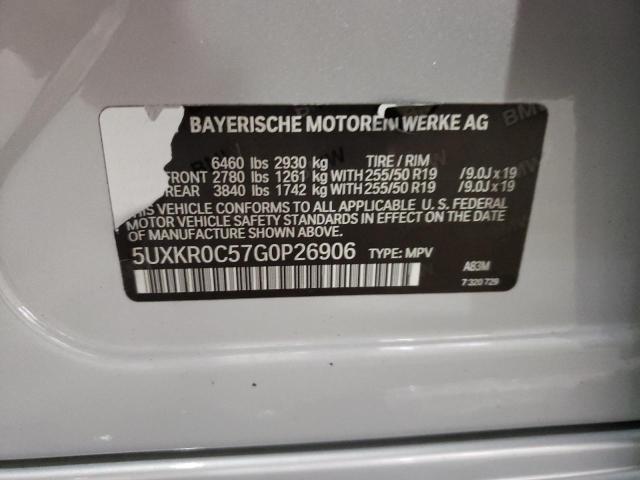 BAYERISCHE MOTOREN WERKE AG
6460 lbs 2930 kg TIRE / RIM
FRONT 2780 lbs 1261 kg WITH 255/50 R19 /9.0J x 19
REAR 3840 lbs 1742 kg WITH 255/50 R19 /9.0J x 19
THIS VEHICLE CONFORMS TO ALL APPLICABLE U. S. FEDERAL
MOTOR VEHICLE SAFETY STANDARDS IN EFFECT ON THE
DATE OF MANUFACTURE SHOWN ABOVE.
5UXKR0C57G0P26906 TYPE: MPV
A83M
7 320 729